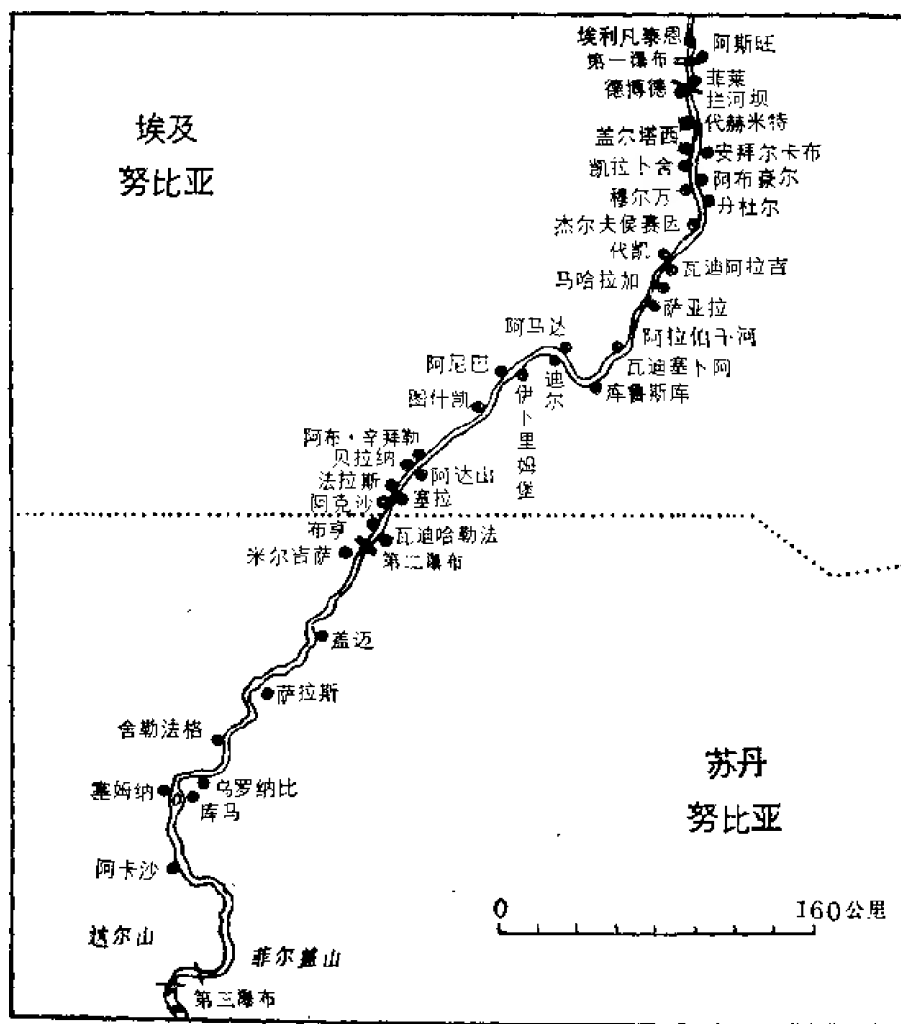 埃利凡泰恩
阿斯旺
第一瀑布
菲莱
德博德
拦河坝
代赫米特
盖尔塔西
安拜尔卡布
凯拉卜舍
阿布豪尔
穆尔万
丹杜尔
杰尔夫侯赛因
代凯
瓦迪阿拉吉
马哈拉加
萨亚拉
阿拉伯干河
瓦迪塞卜阿
库鲁斯库
阿马达
迪尔
阿尼巴
伊卜里姆堡
图什凯
阿布·辛拜勒
贝拉纳
阿达山
法拉斯
塞拉
阿克沙
布亨
瓦迪哈勒法
米尔吉萨
第二瀑布
盖迈
萨拉斯
舍勒法格
塞姆纳
乌罗纳比
库马
阿卡沙
达尔山
菲尔盖山
第三瀑布
埃及
努比亚
苏丹
努比亚
0
160公里